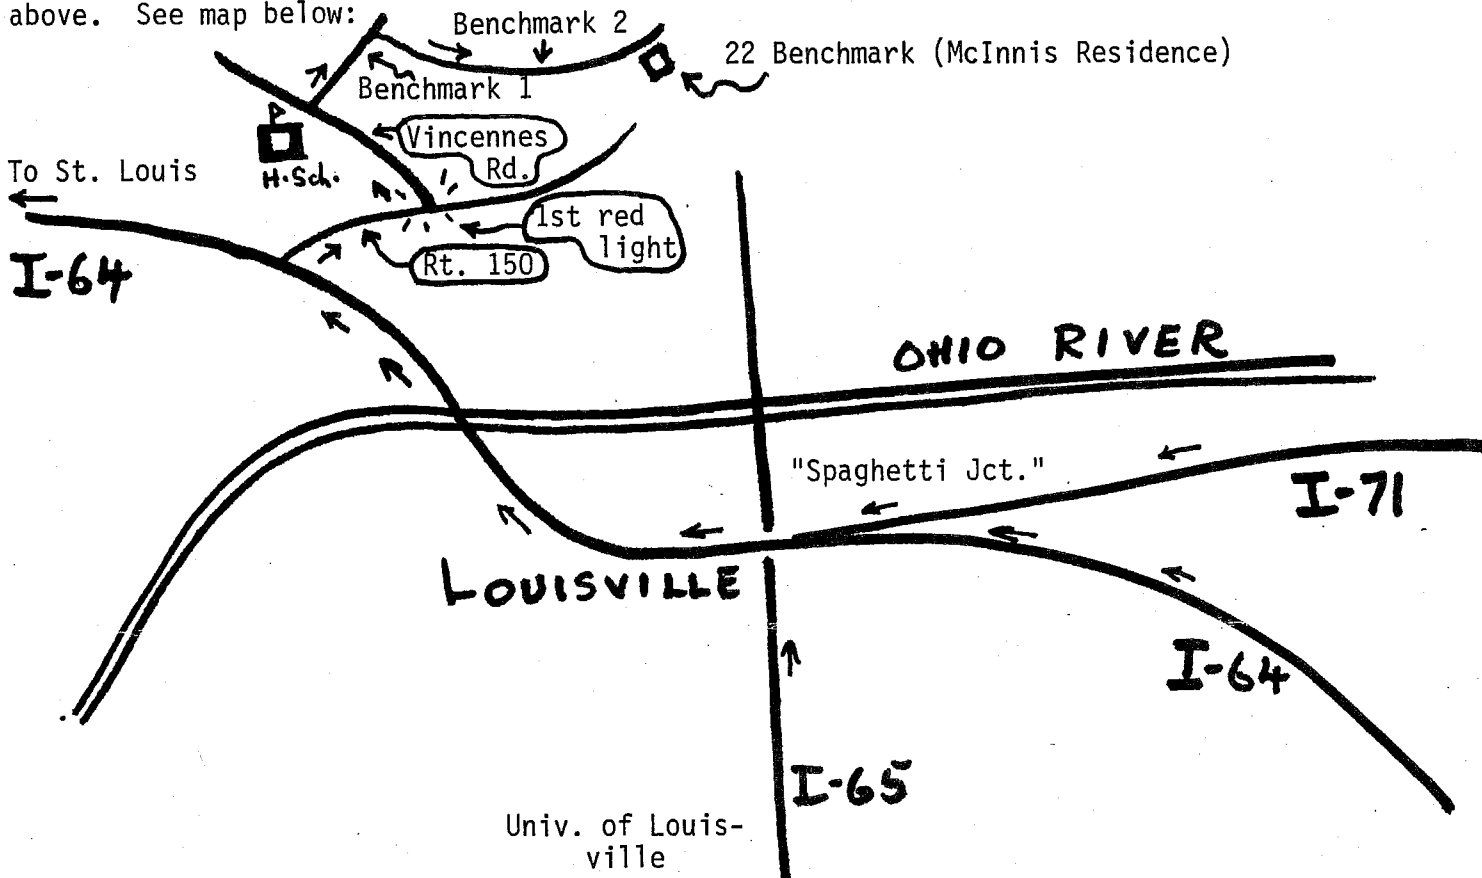 above.  See map below:
Benchmark 2
22 Benchmark (McInnis Residence)
Benchmark 1
Vincennes
Rd.
H.Sch.
To St. Louis
1st red
light
Rt. 150
I-64
OHIO RIVER
"Spaghetti Jct."
I-71
LOUISVILLE
I-64
I-65
Univ. of Louis-
ville